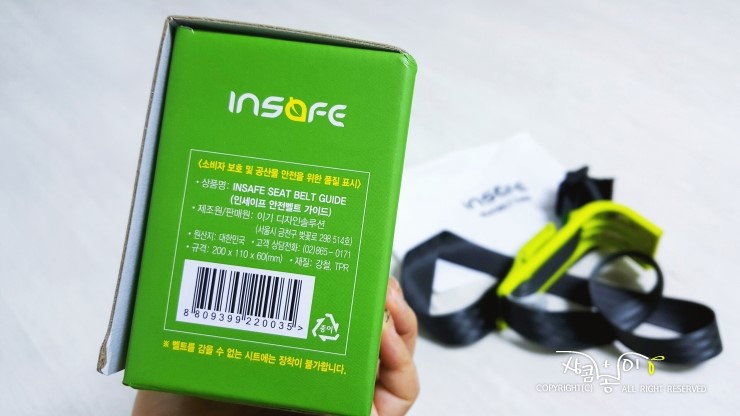 INSAFE
<소비자 보호 및 공산물 안전을 위한 품질 표시>
• 상품명: INSAFE SEAT BELT GUIDE
(인세이프 안전벨트 가이드)
• 제조원/판매원: 이기 디자인솔루션
(서울시 금천구 벚꽃로 298 514호)
• 원산지: 대한민국 • 고객 상담전화: (02)865-0171
• 규격: 200 x 110 x 60(mm) • 재질: 강철, TPR
8 809399 220035 >
종이
※ 벨트를 감을 수 없는 시트에는 장착이 불가합니다.
INSAFE
COPYRIGHT(C) ALL RIGHT RESERVED